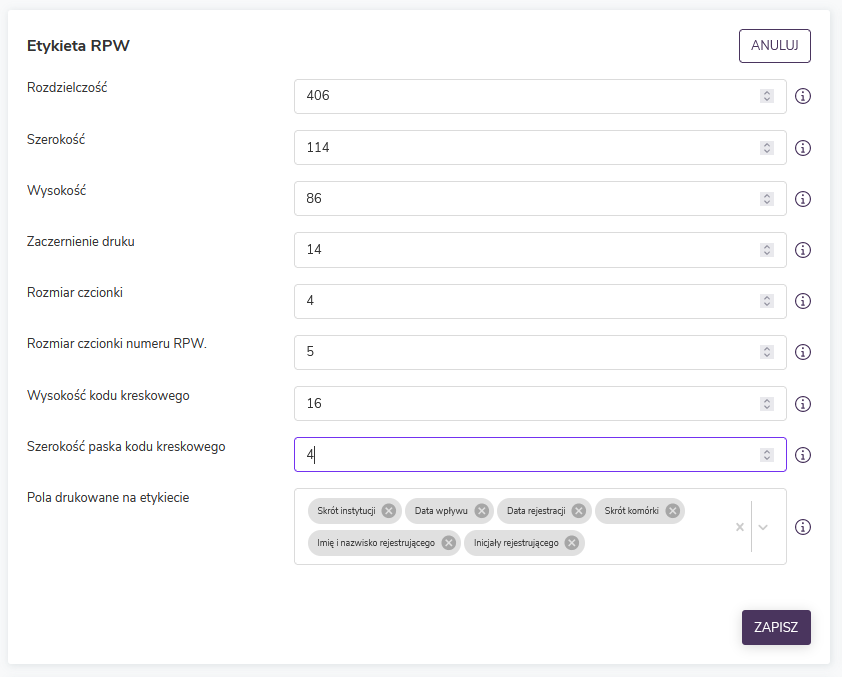 Etykieta RPW
ANULUJ
Rozdzielczość
406
Szerokość
114
Wysokość
86
Zaczernienie druku
14
Rozmiar czcionki
4
Rozmiar czcionki numeru RPW.
5
Wysokość kodu kreskowego
16
Szerokość paska kodu kreskowego
4
Pola drukowane na etykiecie
Skrót instytucji Data wpływu Data rejestracji Skrót komórki
Imię i nazwisko rejestrującego Inicjały rejestrującego
ZAPISZ